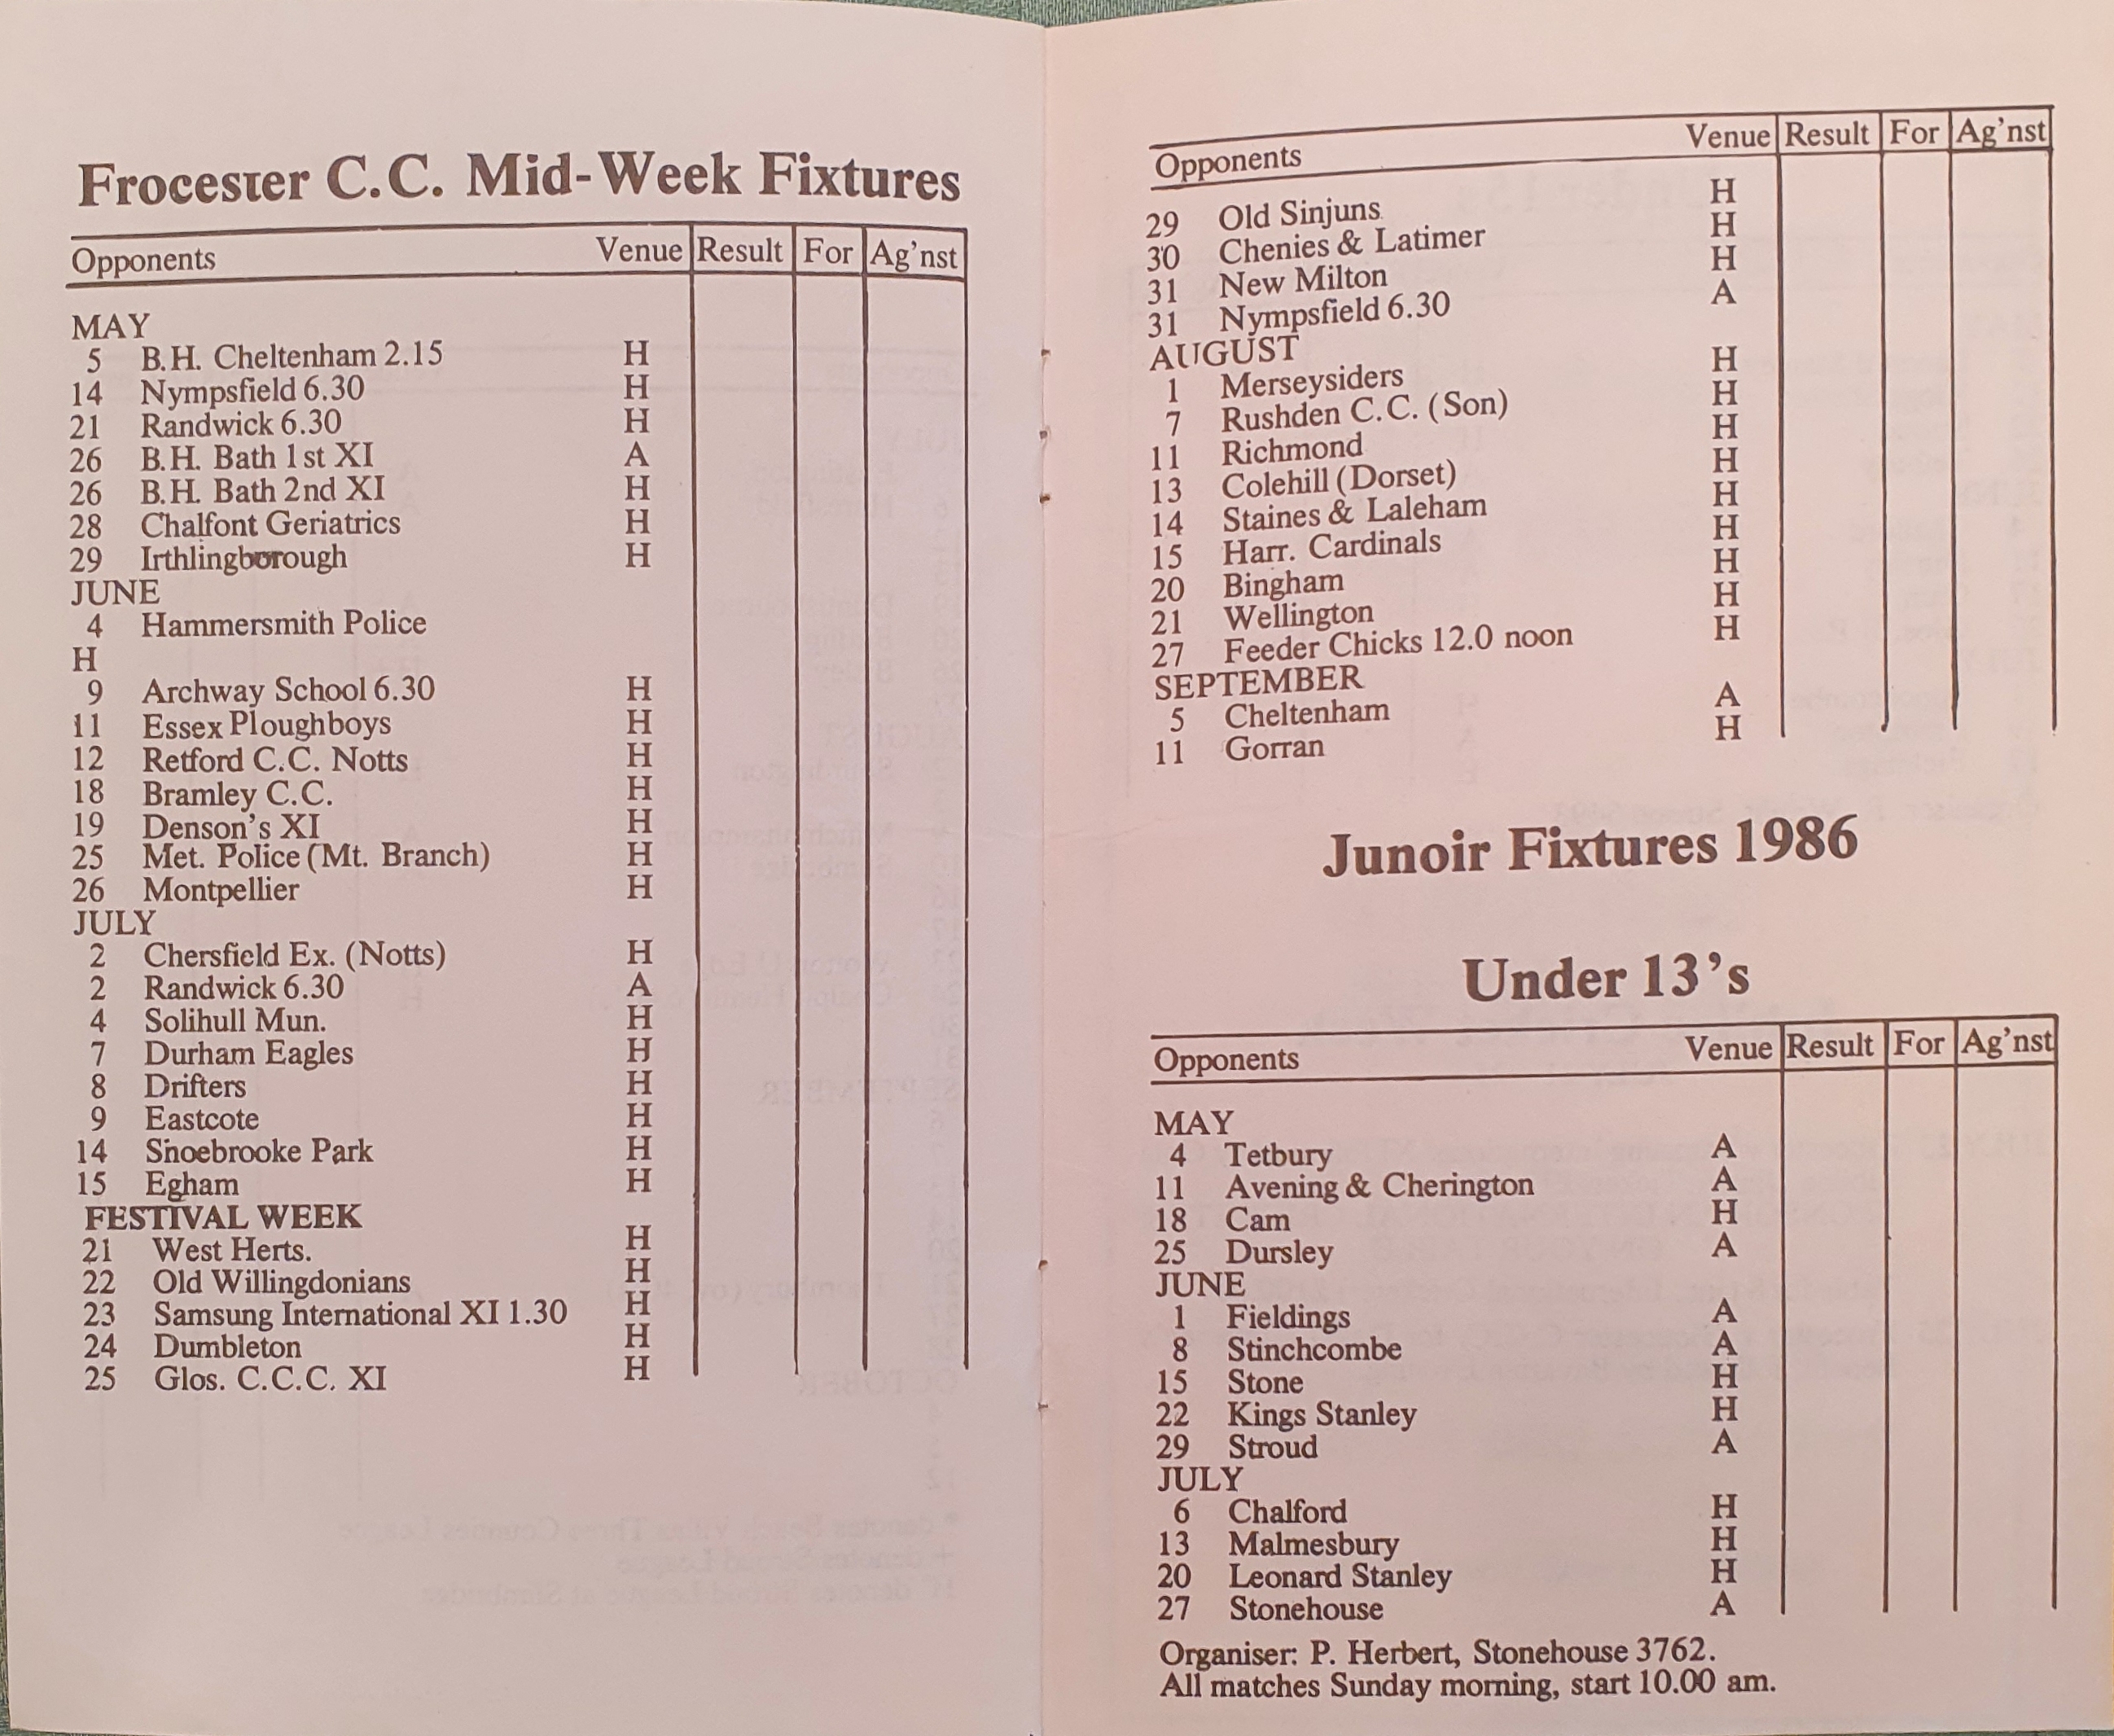 Frocester C.C. Mid-Week Fixtures
Opponents Venue Result For Ag'nst
MAY
5 B.H. Cheltenham 2.15 H
14 Nympsfield 6.30 H
21 Randwick 6.30 H
26 B.H. Bath 1st XI A
26 B.H. Bath 2nd XI H
28 Chalfont Geriatrics H
29 Irthlingborough H
JUNE
4 Hammersmith Police
H
9 Archway School 6.30 H
11 Essex Ploughboys H
12 Retford C.C. Notts H
18 Bramley C.C. H
19 Denson's XI H
25 Met. Police (Mt. Branch) H
26 Montpellier H
JULY
2 Chersfield Ex. (Notts) H
2 Randwick 6.30 A
4 Solihull Mun. H
7 Durham Eagles H
8 Drifters H
9 Eastcote H
14 Snoebrooke Park H
15 Egham H
FESTIVAL WEEK
21 West Herts. H
22 Old Willingdonians H
23 Samsung International XI 1.30 H
24 Dumbleton H
25 Glos. C.C.C. XI H
Opponents Venue Result For Ag'nst
29 Old Sinjuns H
30 Chenies & Latimer H
31 New Milton H
31 Nympsfield 6.30 A
AUGUST
1 Merseysiders H
7 Rushden C.C. (Son) H
11 Richmond H
13 Colehill (Dorset) H
14 Staines & Laleham H
15 Harr. Cardinals H
20 Bingham H
21 Wellington H
27 Feeder Chicks 12.0 noon H
SEPTEMBER
5 Cheltenham A
11 Gorran H
Junoir Fixtures 1986
Under 13's
Opponents Venue Result For Ag'nst
MAY
4 Tetbury A
11 Avening & Cherington A
18 Cam H
25 Dursley A
JUNE
1 Fieldings A
8 Stinchcombe A
15 Stone H
22 Kings Stanley H
29 Stroud A
JULY
6 Chalford H
13 Malmesbury H
20 Leonard Stanley H
27 Stonehouse A
Organiser: P. Herbert, Stonehouse 3762.
All matches Sunday morning, start 10.00 am.